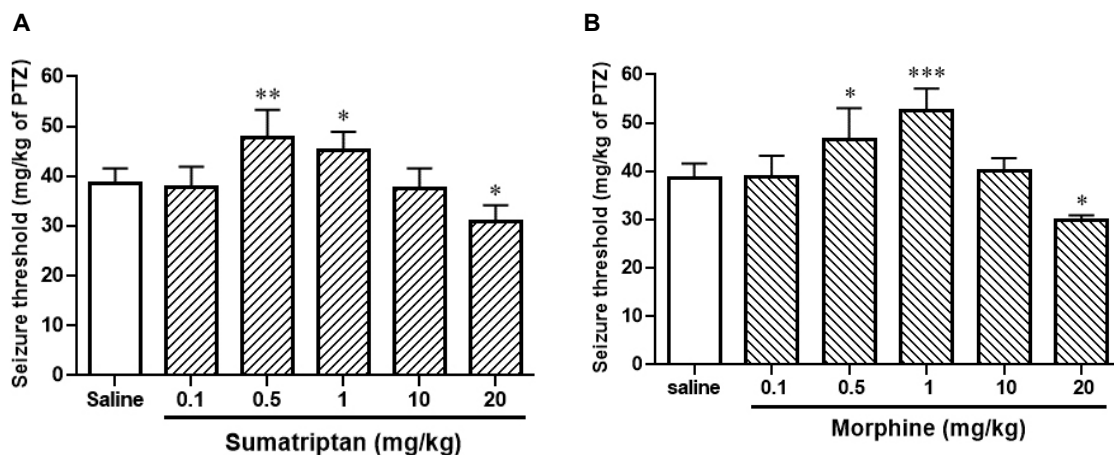 A
Seizure threshold (mg/kg of PTZ)
60
50
40
30
20
10
0
** * *
Saline 0.1 0.5 1 10 20
Sumatriptan (mg/kg)
B
Seizure threshold (mg/kg of PTZ)
60
50
40
30
20
10
0
* *** *
saline 0.1 0.5 1 10 20
Morphine (mg/kg)